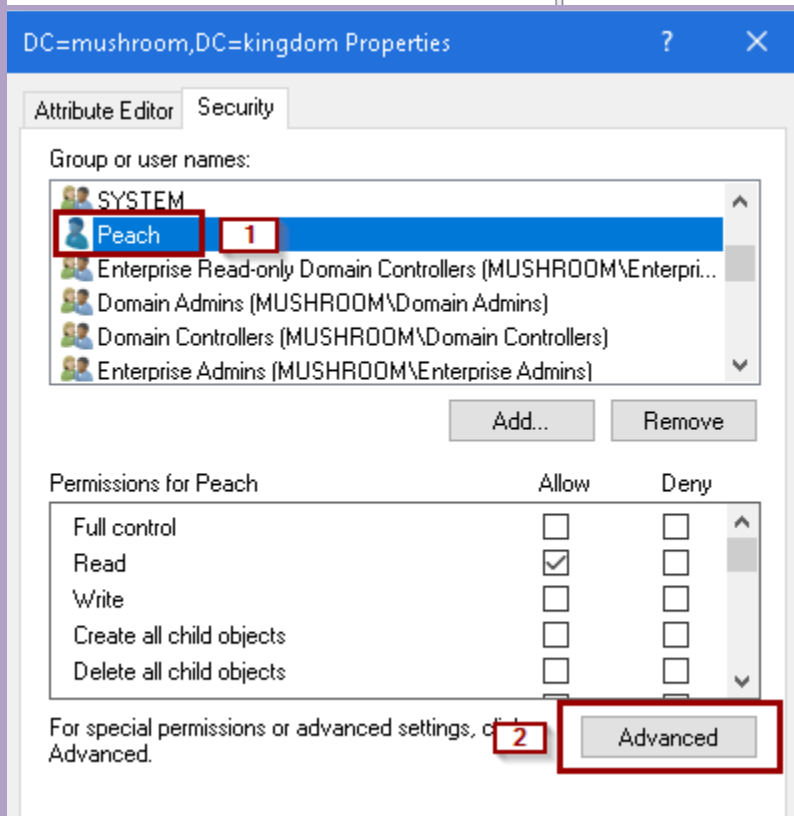 DC=mushroom,DC=kingdom Properties ? ×
Attribute Editor Security
Group or user names:
SYSTEM
Peach 1
Enterprise Read-only Domain Controllers (MUSHROOM\Enterpri...
Domain Admins (MUSHROOM\Domain Admins)
Domain Controllers (MUSHROOM\Domain Controllers)
Enterprise Admins (MUSHROOM\Enterprise Admins)
Add... Remove
Permissions for Peach Allow Deny
Full control
Read
Write
Create all child objects
Delete all child objects
For special permissions or advanced settings, 2 Advanced
Advanced.